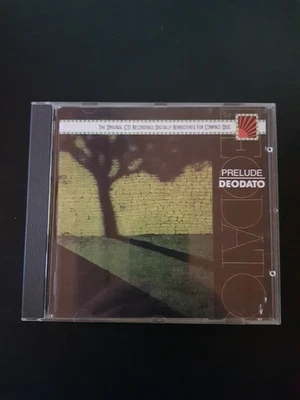 The Original CTI Recordings Digitally Remastered for Compact Disc
PRELUDE
DEODATO
DEODATO